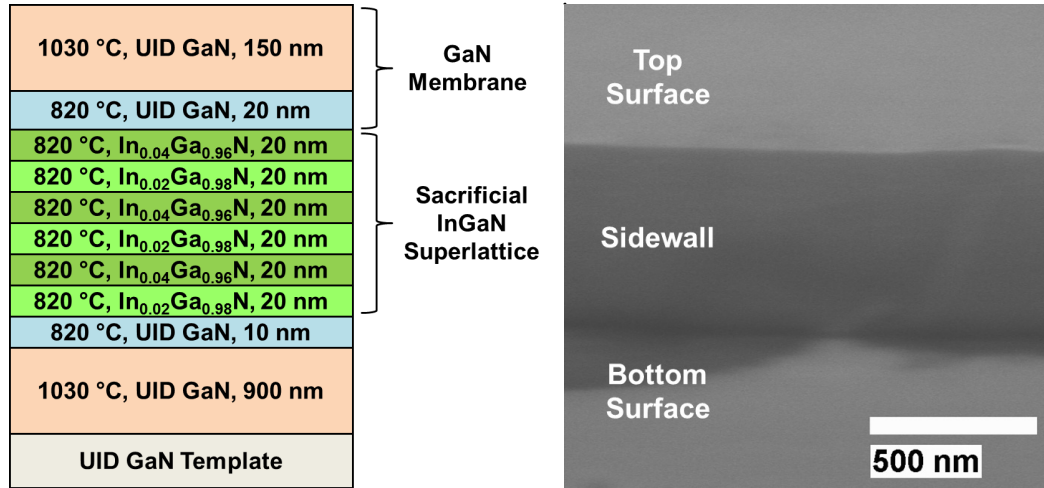 1030 °C, UID GaN, 150 nm
820 °C, UID GaN, 20 nm
820 °C, In0.04Ga0.96N, 20 nm
820 °C, In0.02Ga0.98N, 20 nm
820 °C, In0.04Ga0.96N, 20 nm
820 °C, In0.02Ga0.98N, 20 nm
820 °C, In0.04Ga0.96N, 20 nm
820 °C, In0.02Ga0.98N, 20 nm
820 °C, UID GaN, 10 nm
1030 °C, UID GaN, 900 nm
UID GaN Template
GaN
Membrane
Sacrificial
InGaN
Superlattice
Top
Surface
Sidewall
Bottom
Surface
500 nm